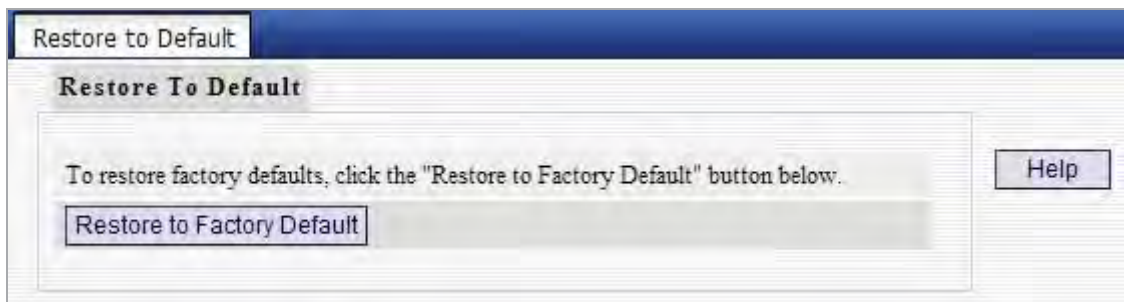 Restore to Default
Restore To Default
To restore factory defaults, click the "Restore to Factory Default" button below.
Help
Restore to Factory Default